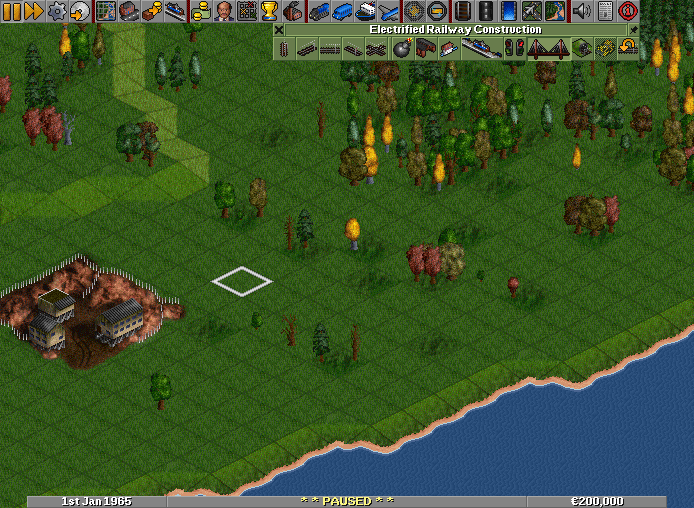 Electrified Railway Construction
1st Jan 1965
* * PAUSED * *
€200,000